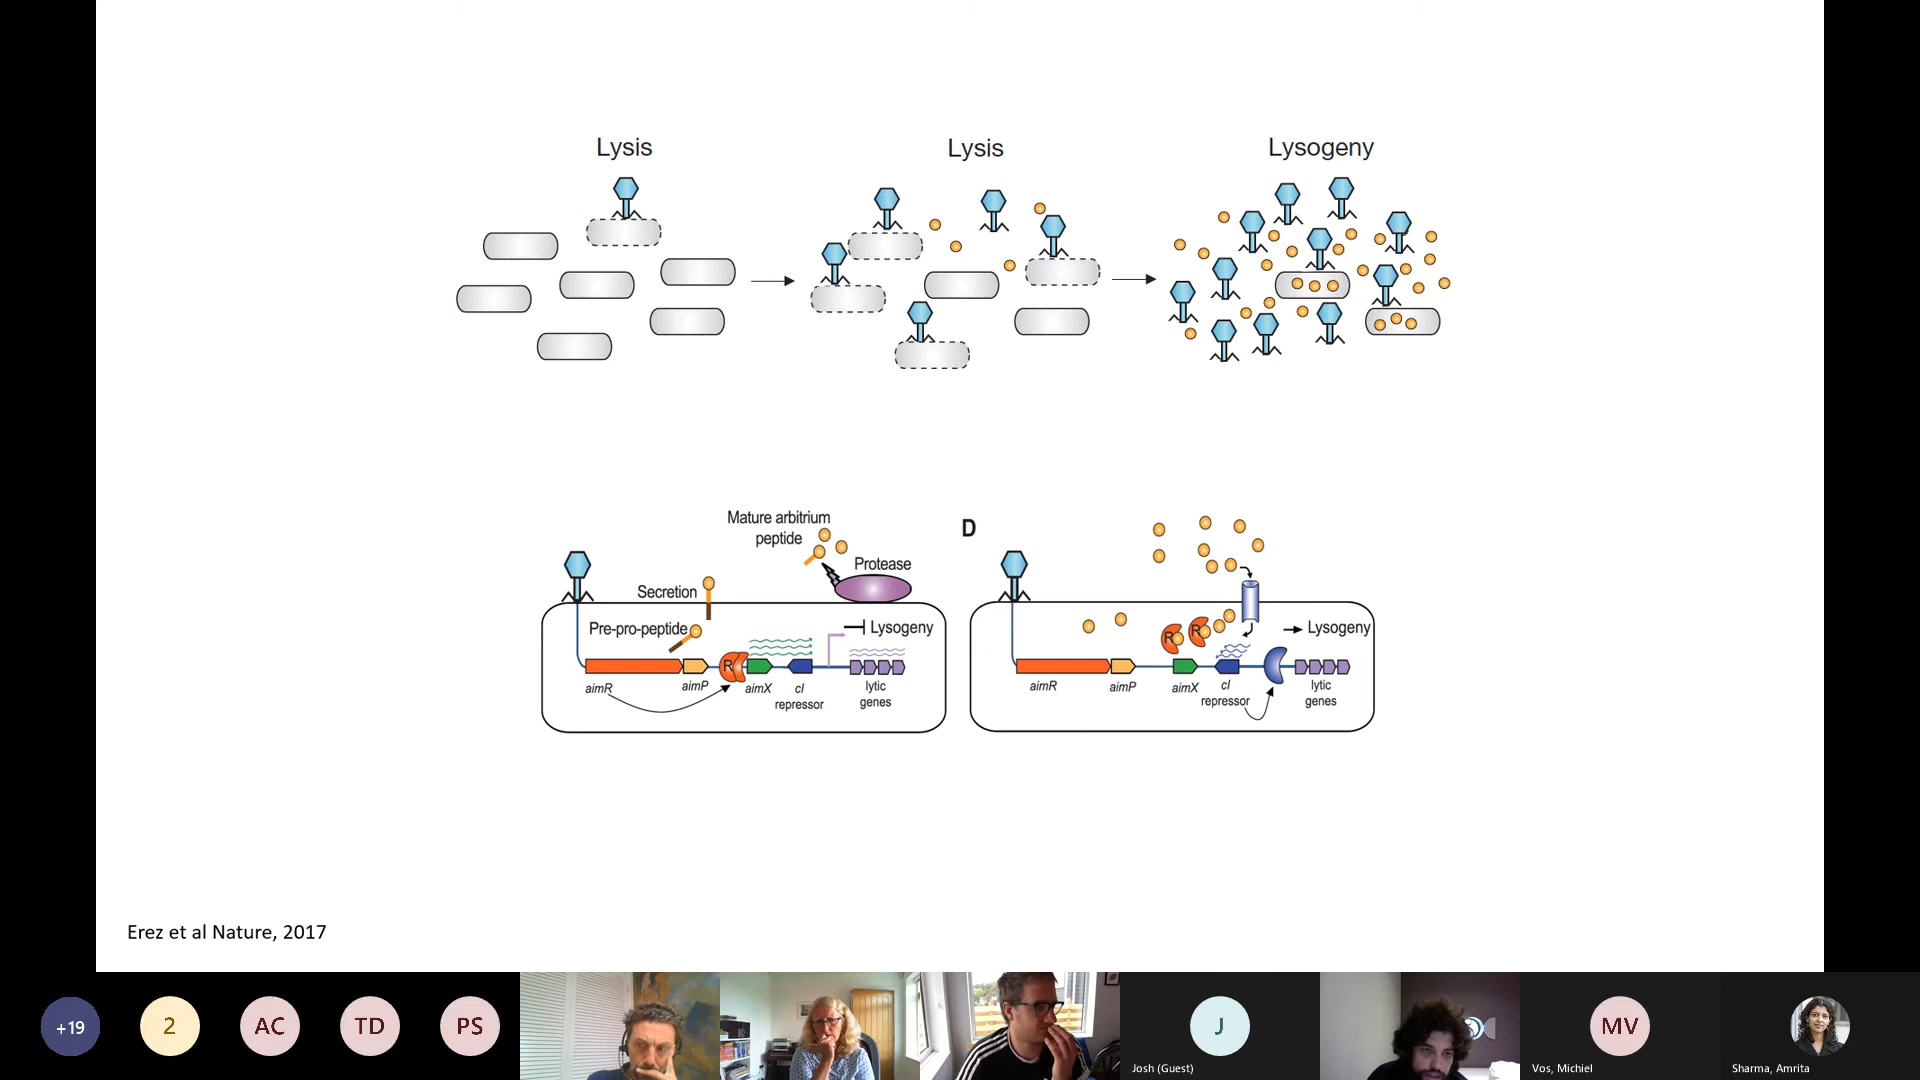 Lysis
Lysis
Lysogeny
Mature arbitrium
peptide
Protease
Secretion
Pre-pro-peptide
Lysogeny
R
aimR
aimP
aimX
cI
repressor
lytic
genes
D
R
R
Lysogeny
aimR
aimP
aimX
cI
repressor
lytic
genes
Erez et al Nature, 2017
+19
2
AC
TD
PS
J
Josh (Guest)
MV
Vos, Michiel
Sharma, Amrita